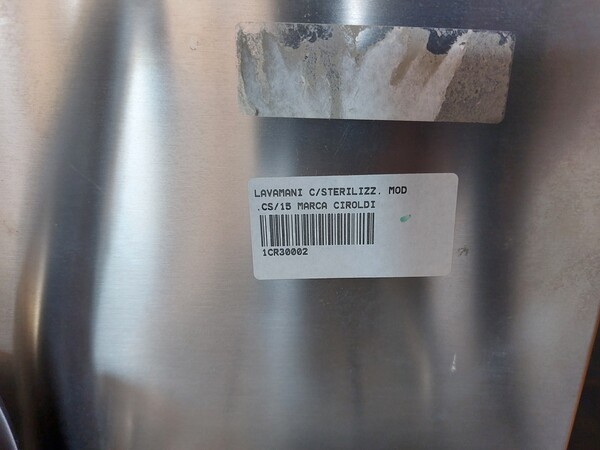 LAVAMANI C/STERILIZZ. MOD
.CS/15 MARCA CIROLDI
1CR30002